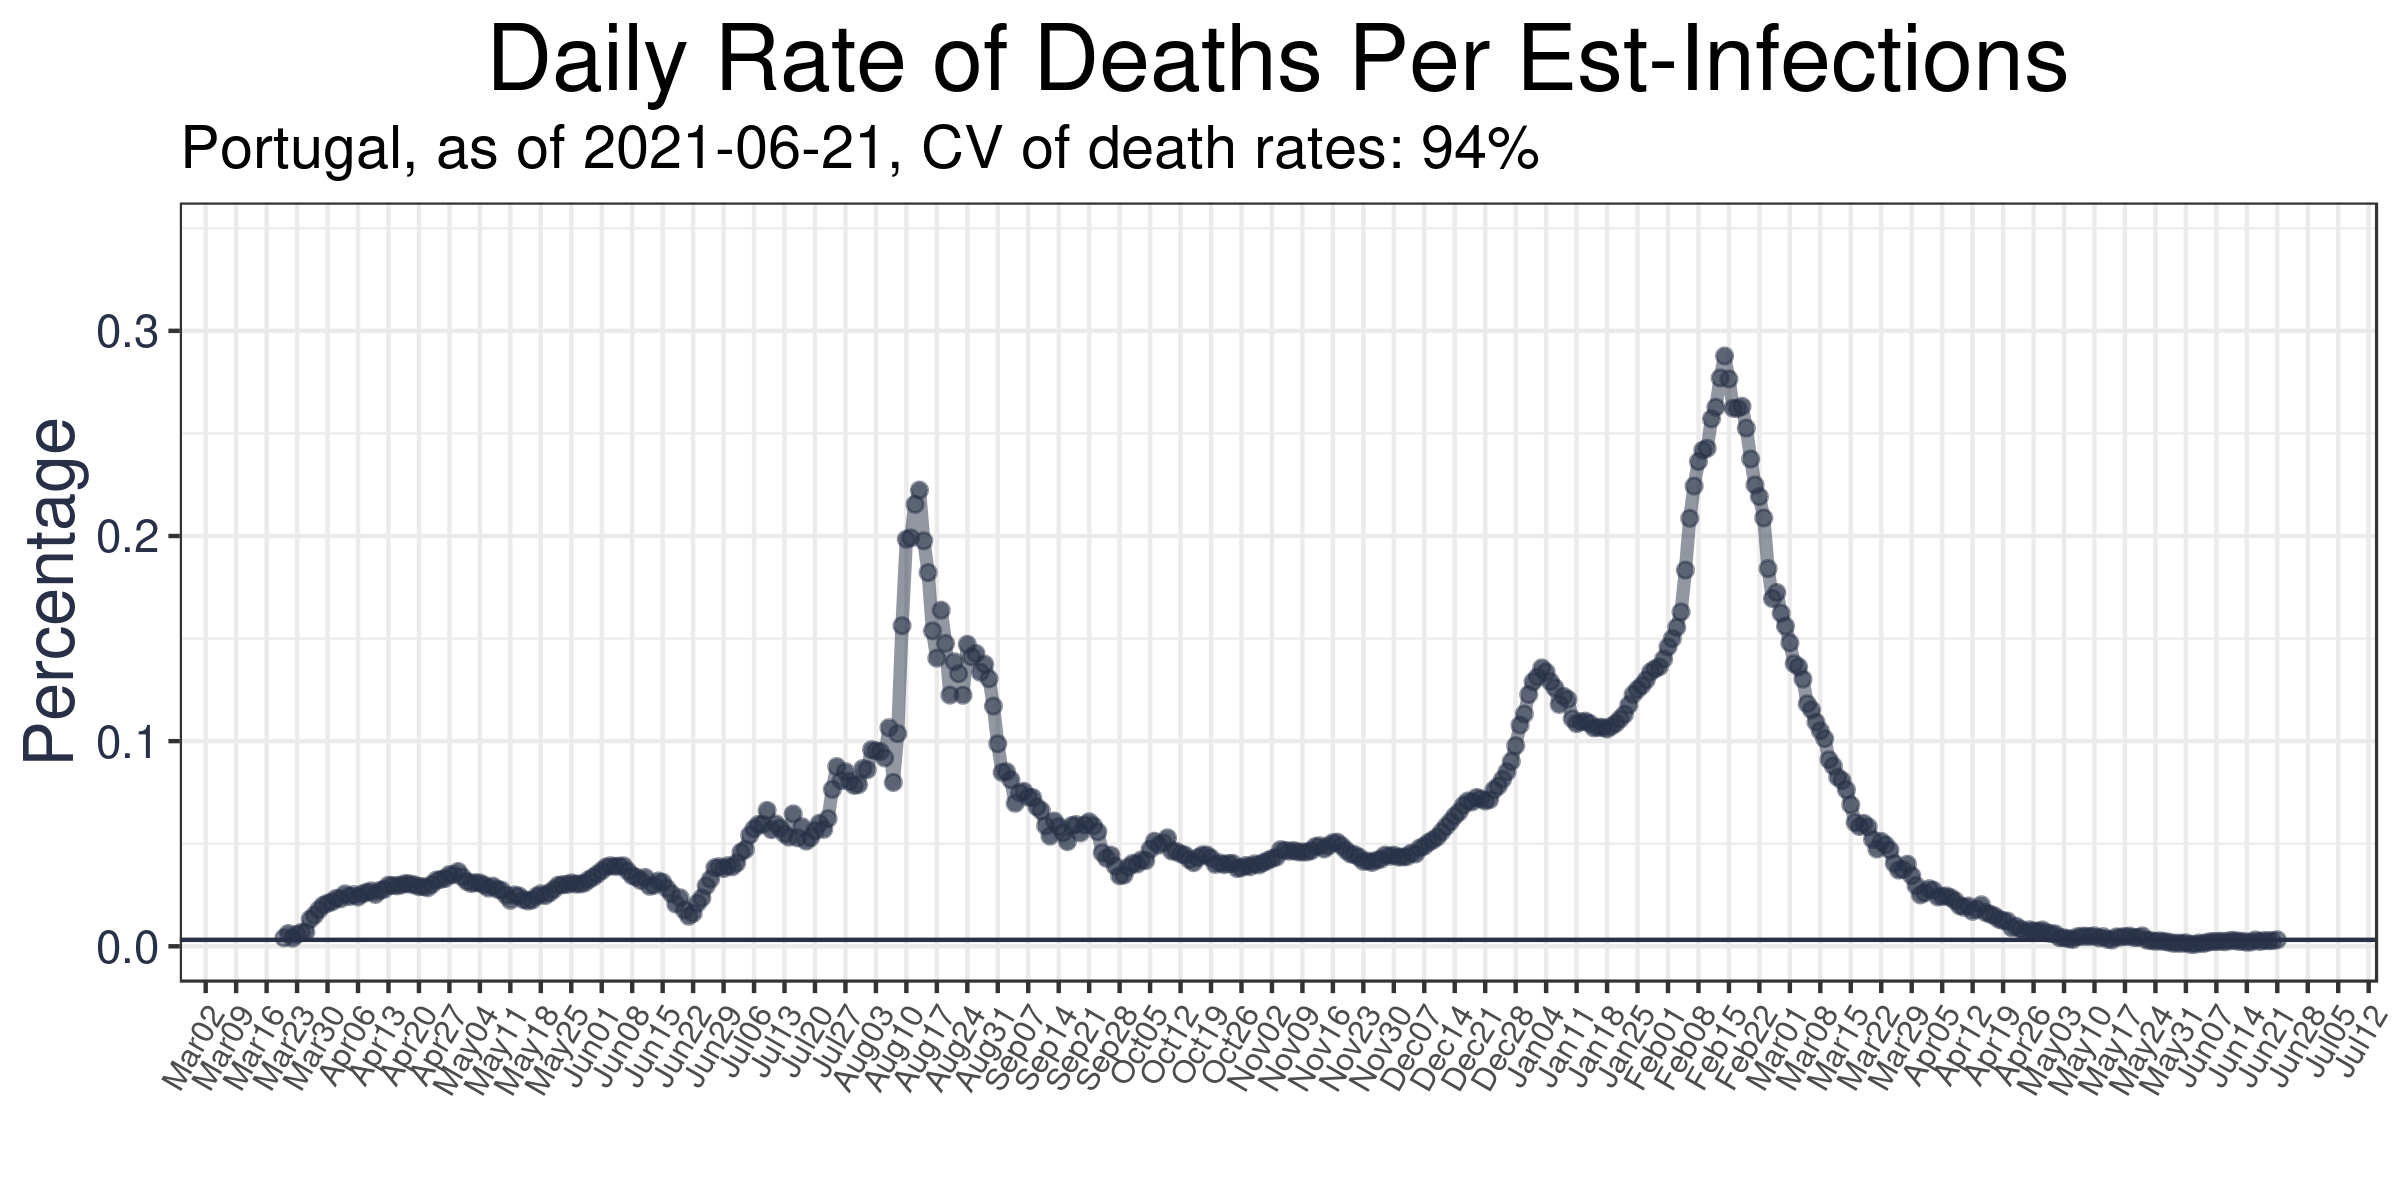 Daily Rate of Deaths Per Est-Infections
Portugal, as of 2021-06-21, CV of death rates: 94%
Percentage
0.3
0.2
0.1
0.0
Mar02
Mar09
Mar16
Mar23
Mar30
Apr06
Apr13
Apr20
Apr27
May04
May11
May18
May25
Jun01
Jun08
Jun15
Jun22
Jun29
Jul06
Jul13
Jul20
Jul27
Aug03
Aug10
Aug17
Aug24
Aug31
Sep07
Sep14
Sep21
Sep28
Oct05
Oct12
Oct19
Oct26
Nov02
Nov09
Nov16
Nov23
Nov30
Dec07
Dec14
Dec21
Dec28
Jan04
Jan11
Jan18
Jan25
Feb01
Feb08
Feb15
Feb22
Mar01
Mar08
Mar15
Mar22
Mar29
Apr05
Apr12
Apr19
Apr26
May03
May10
May17
May24
May31
Jun07
Jun14
Jun21
Jun28
Jul05
Jul12